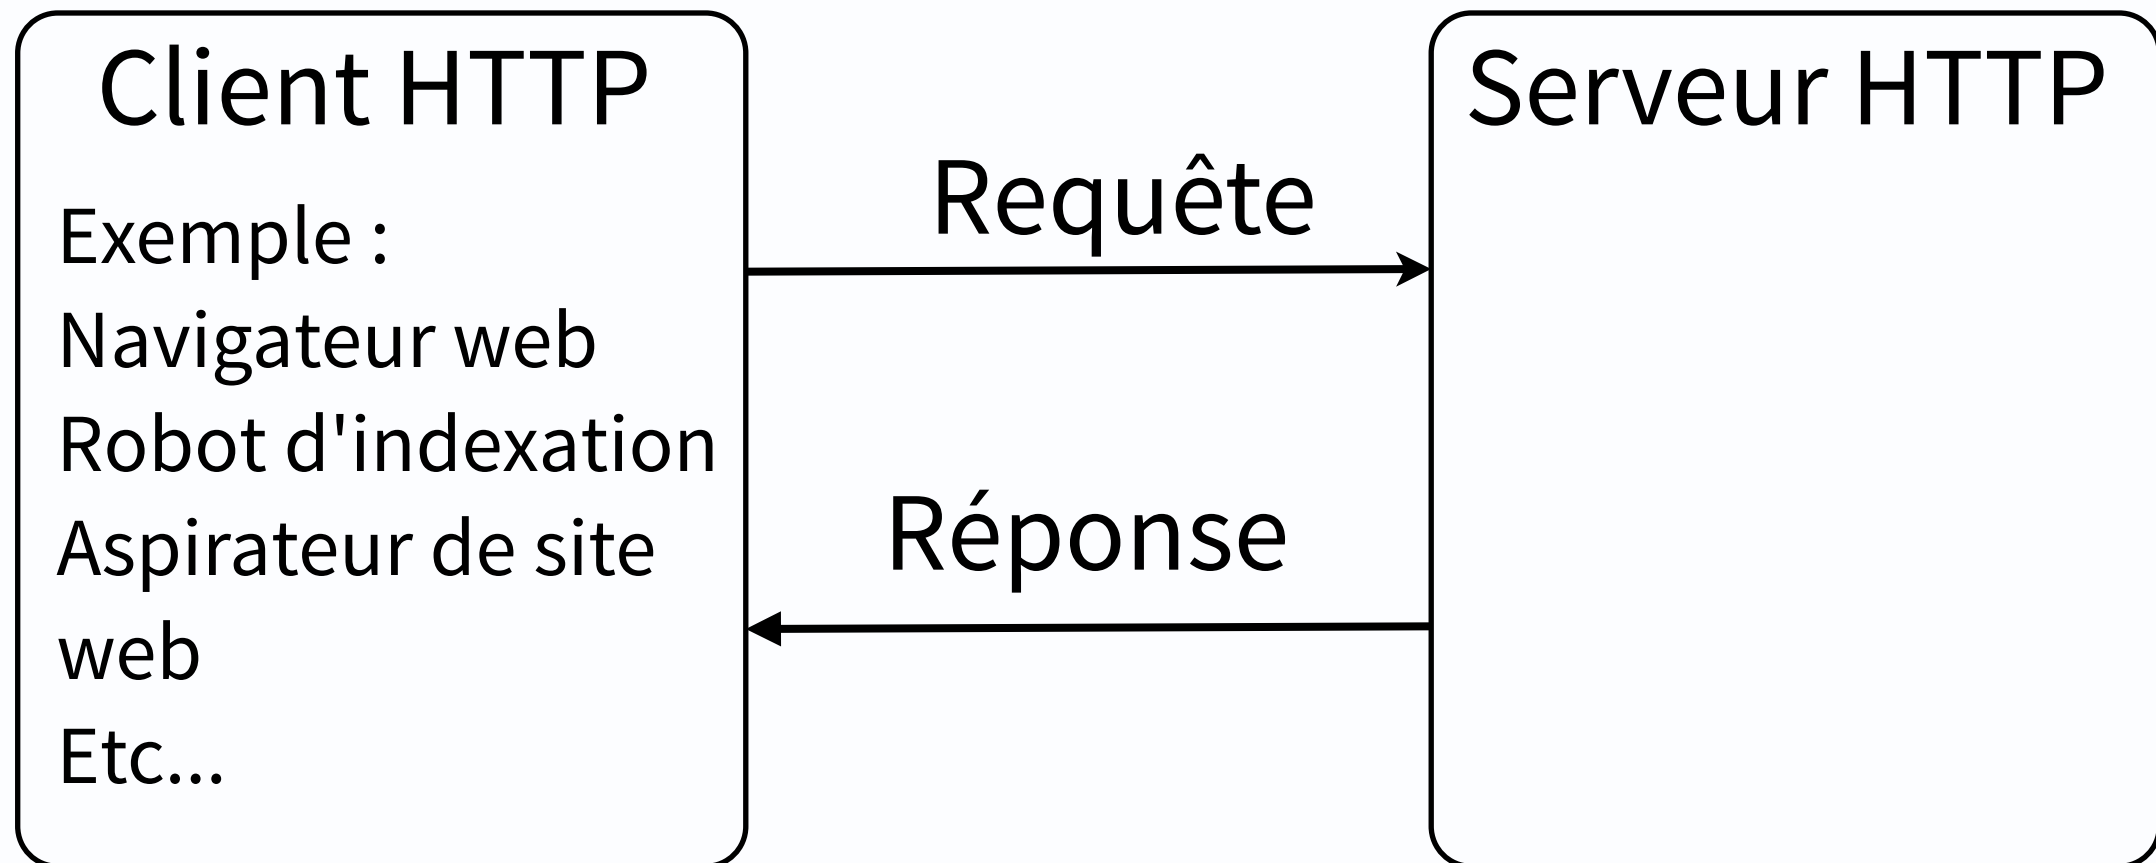 Client HTTP
Exemple :
Navigateur web
Robot d'indexation
Aspirateur de site
web
Etc...
Requête
Réponse
Serveur HTTP